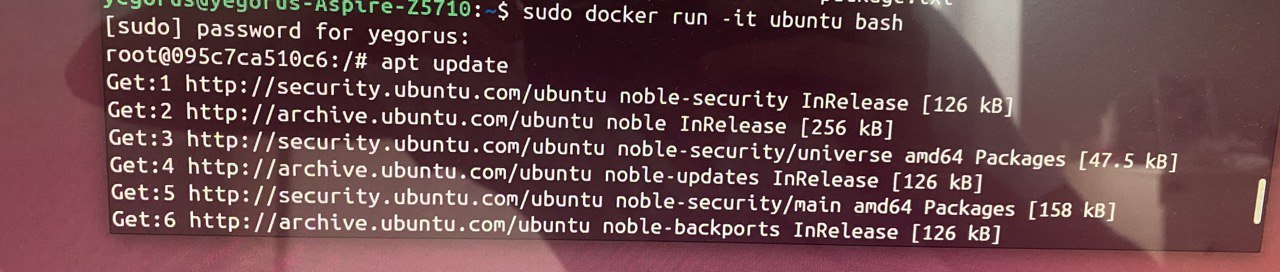 yegorus@yegorus-Aspire-Z5710:~$ sudo docker run -it ubuntu bash
[sudo] password for yegorus:
root@095c7ca510c6:/# apt update
Get:1 http://security.ubuntu.com/ubuntu noble-security InRelease [126 kB]
Get:2 http://archive.ubuntu.com/ubuntu noble InRelease [256 kB]
Get:3 http://security.ubuntu.com/ubuntu noble-security/universe amd64 Packages [47.5 kB]
Get:4 http://archive.ubuntu.com/ubuntu noble-updates InRelease [126 kB]
Get:5 http://security.ubuntu.com/ubuntu noble-security/main amd64 Packages [158 kB]
Get:6 http://archive.ubuntu.com/ubuntu noble-backports InRelease [126 kB]